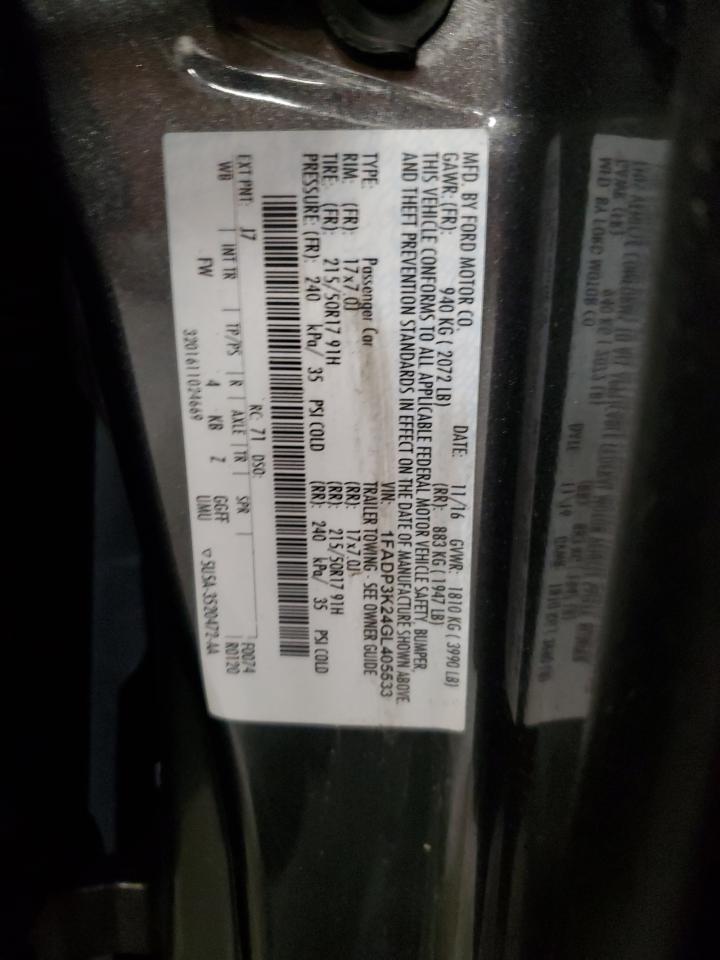 MFD. BY FORD MOTOR CO.
DATE: 11/16 GVWR: 1810 KG ( 3990 LB)
GAWR: (FR): 940 KG ( 2072 LB) (RR): 883 KG ( 1947 LB)
THIS VEHICLE CONFORMS TO ALL APPLICABLE FEDERAL MOTOR VEHICLE SAFETY, BUMPER,
AND THEFT PREVENTION STANDARDS IN EFFECT ON THE DATE OF MANUFACTURE SHOWN ABOVE.
VIN: 1FADP3K24GL405533
TYPE: Passenger Car TRAILER TOWING - SEE OWNER GUIDE
RIM: (FR): 17x7.0J (RR): 17x7.0J
TIRE: (FR): 215/50R17 91H (RR): 215/50R17 91H
PRESSURE: (FR): 240 kPa/ 35 PSI COLD (RR): 240 kPa/ 35 PSI COLD
EXT PNT: J7 RC: 71 DSO: F0074
WB INT TR TP/PS R AXLE TR SPR R0120
FW 4 KB Z GGFF
UMU
3201611024669 ▽ 5U5A-3520472-AA